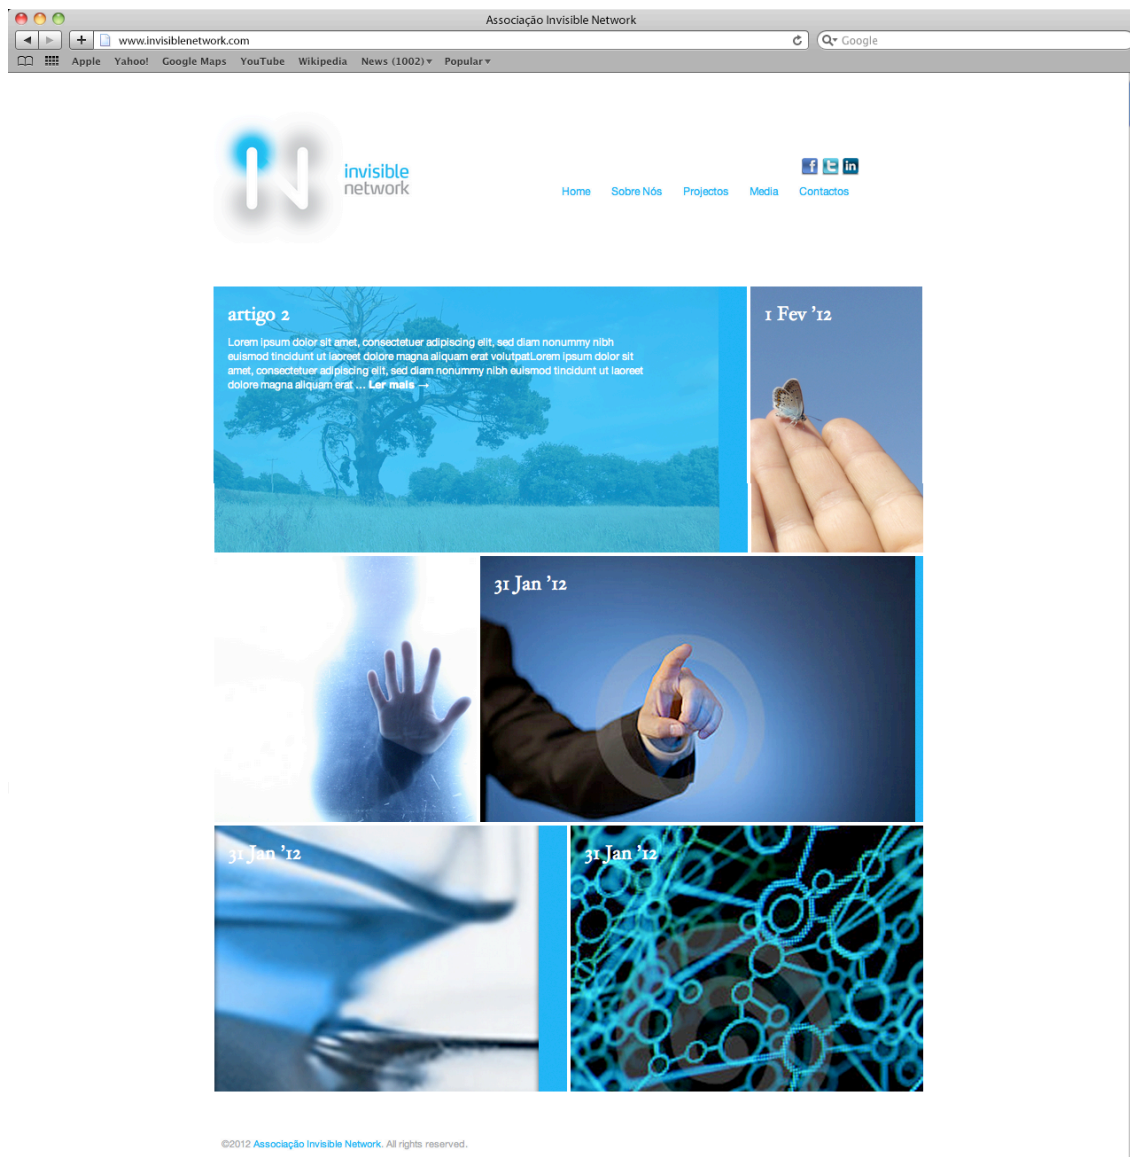 Associação Invisible Network
www.invisiblenetwork.com
Google
Apple Yahoo! Google Maps YouTube Wikipedia News (1002) Popular
invisible
network
Home Sobre Nós Projectos Media Contactos
artigo 2
Lorem ipsum dolor sit amet, consectetuer adipiscing elit, sed diam nonummy nibh
euismod tincidunt ut laoreet dolore magna aliquam erat volutpatLorem ipsum dolor sit
amet, consectetuer adipiscing elit, sed diam nonummy nibh euismod tincidunt ut laoreet
dolore magna aliquam erat ... Ler mais →
1 Fev ’12
31 Jan ’12
31 Jan ’12
31 Jan ’12
©2012 Associação Invisible Network. All rights reserved.